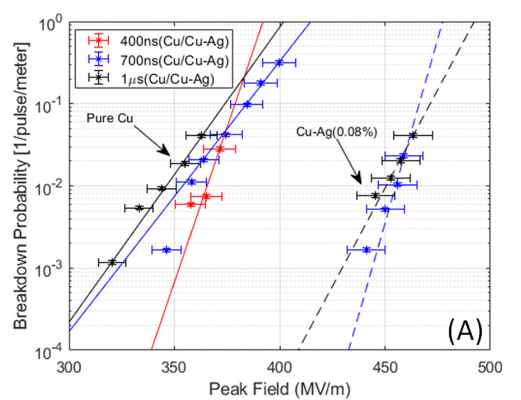 10⁰
400ns(Cu/Cu-Ag)
700ns(Cu/Cu-Ag)
1μs(Cu/Cu-Ag)
10⁻¹
Pure Cu
Cu-Ag(0.08%)
10⁻²
10⁻³
(A)
10⁻⁴
300 350 400 450 500
Peak Field (MV/m)
Breakdown Probability [1/pulse/meter]